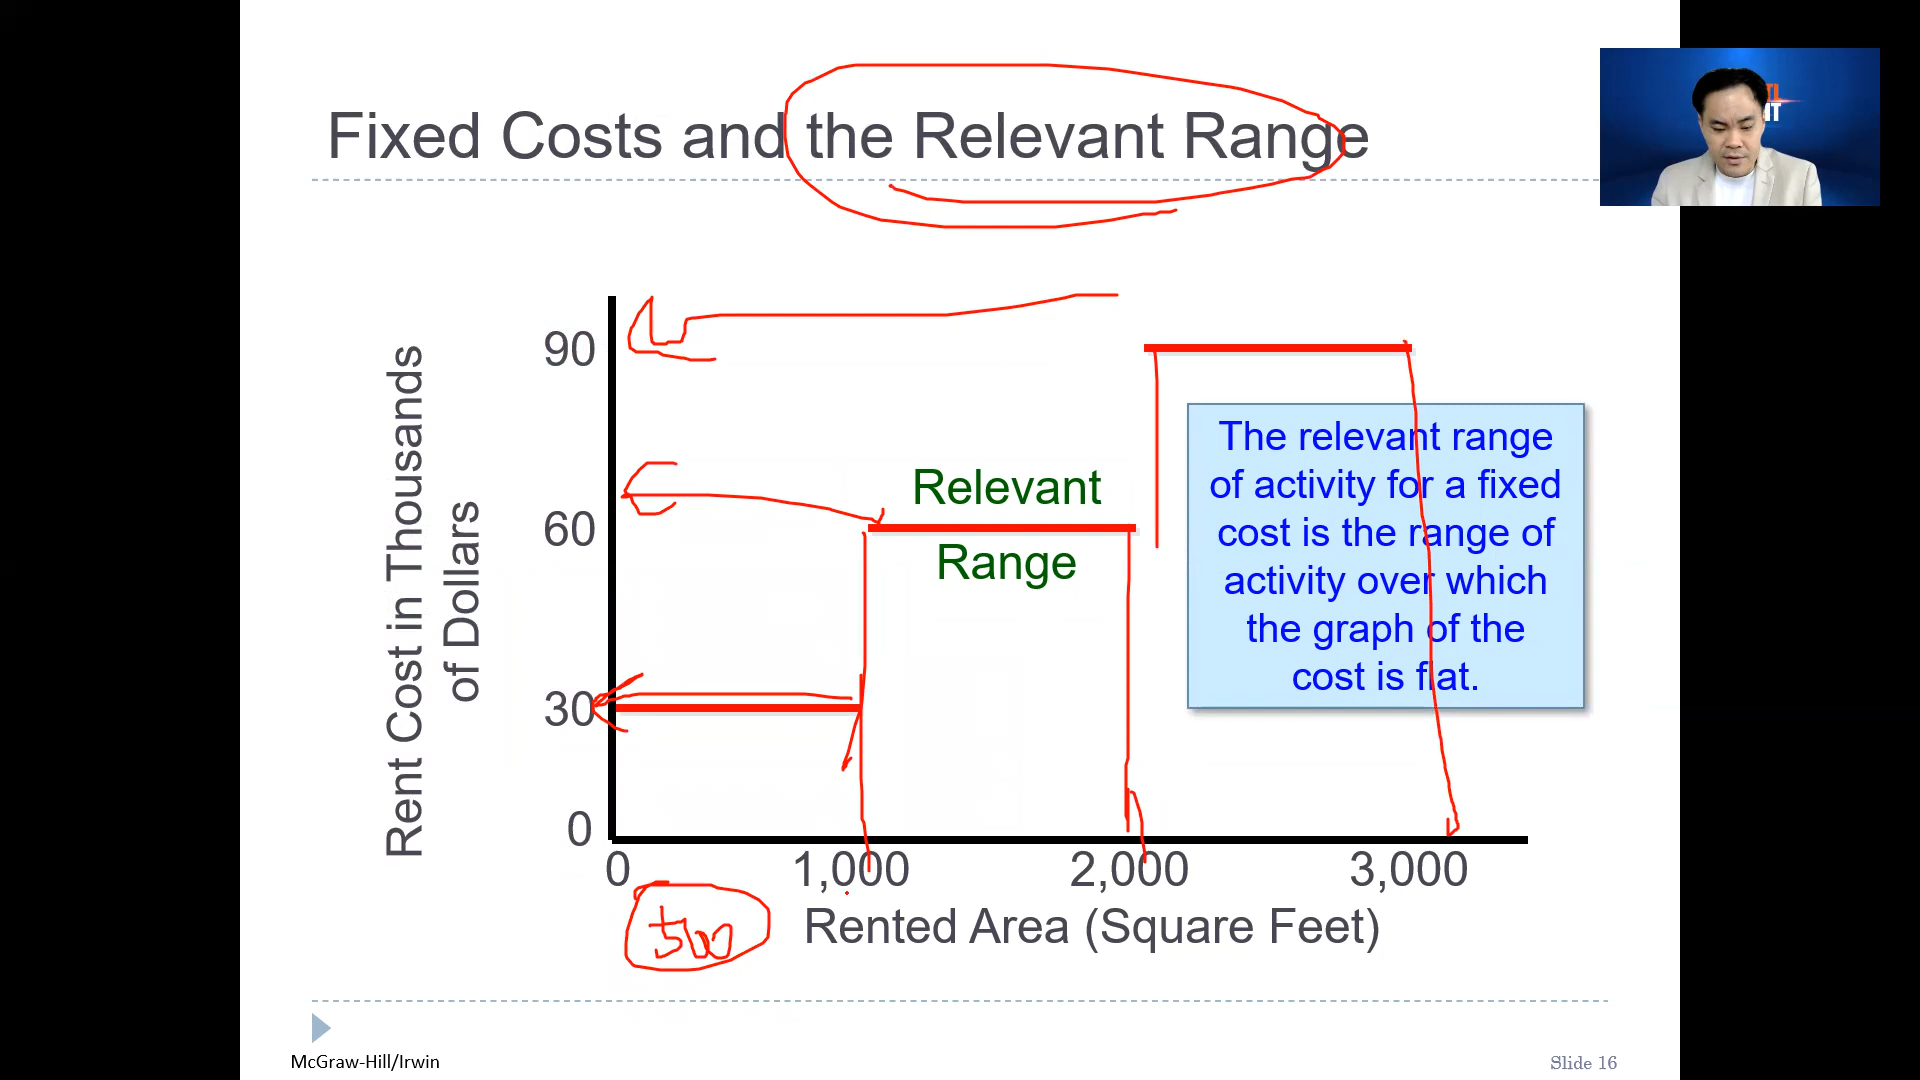 Fixed Costs and the Relevant Range
IT
Rent Cost in Thousands
of Dollars
90
60
30
0
Relevant
Range
The relevant range
of activity for a fixed
cost is the range of
activity over which
the graph of the
cost is flat.
0 1,000 2,000 3,000
500
Rented Area (Square Feet)
McGraw-Hill/Irwin
Slide 16